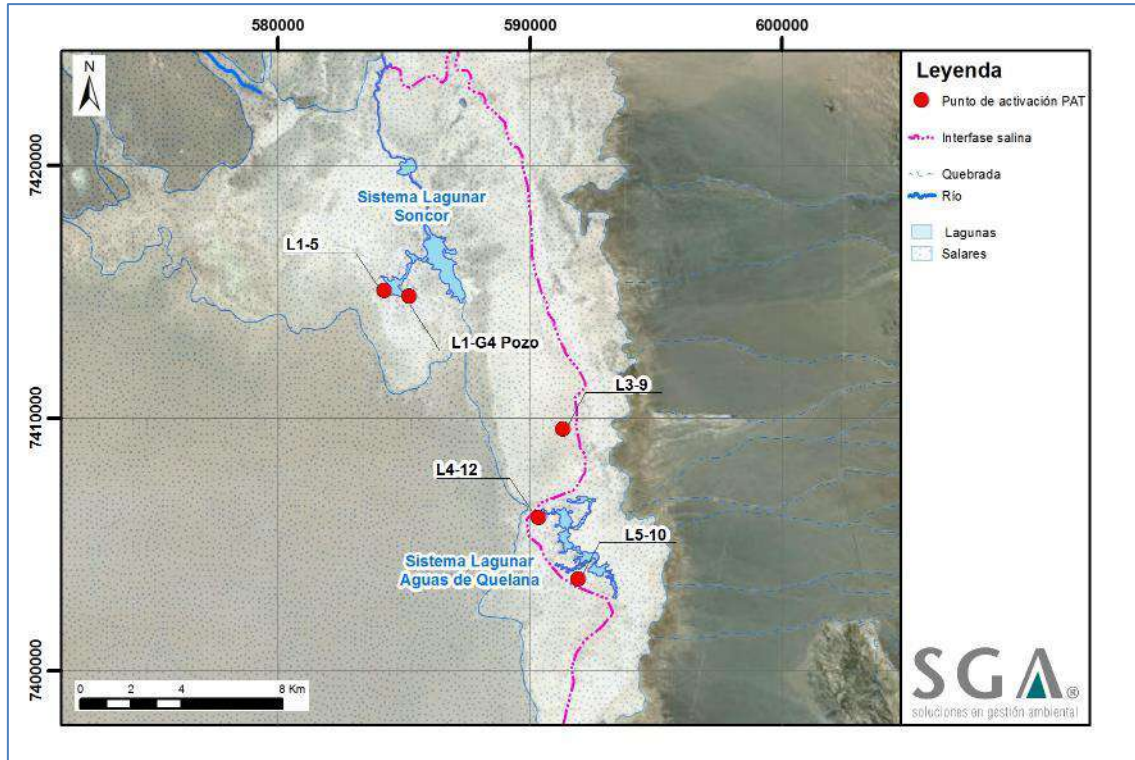 580000
590000
600000
7420000
7410000
7400000
N
Sistema Lagunar
Soncor
L1-5
L1-G4 Pozo
L3-9
L4-12
L5-10
Sistema Lagunar
Aguas de Quelana
0 2 4 8 Km
Leyenda
Punto de activación PAT
Interfase salina
Quebrada
Río
Lagunas
Salares
SGA®
soluciones en gestión ambiental